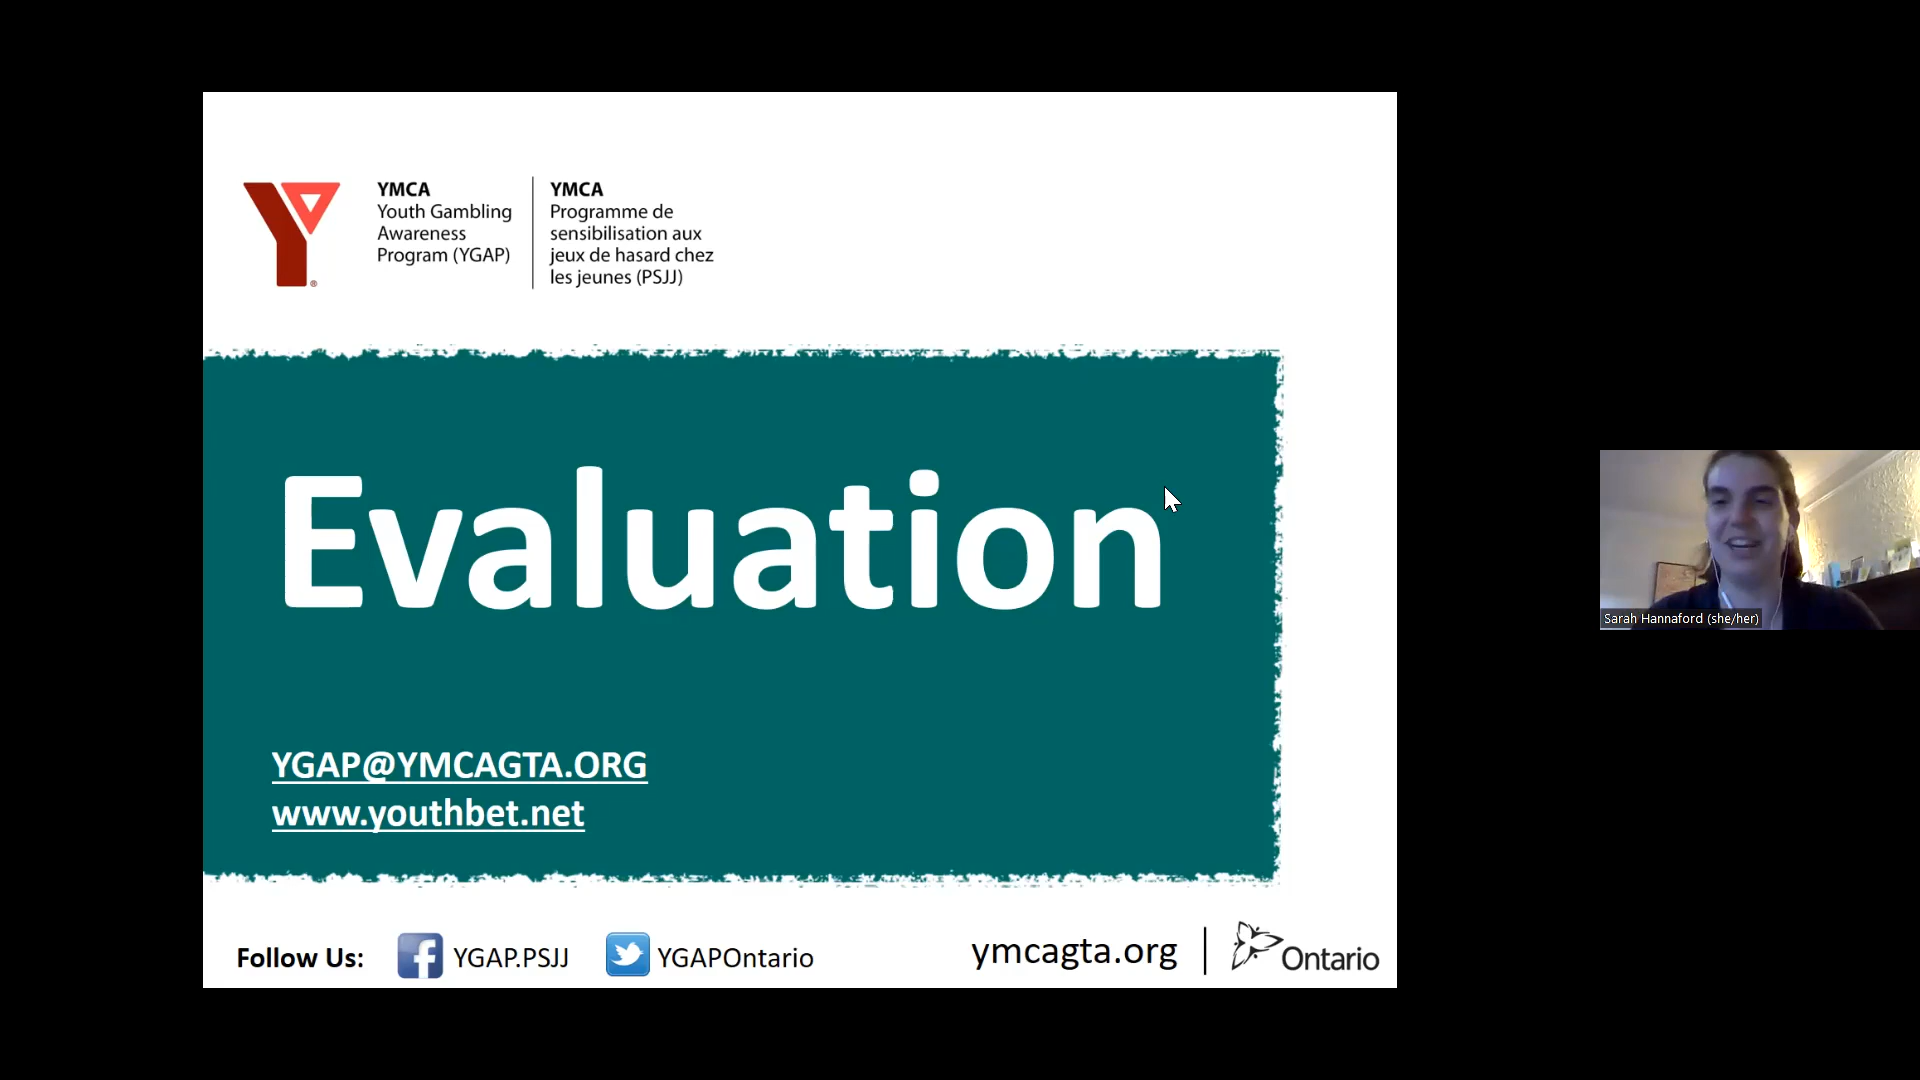 YMCA
Youth Gambling
Awareness
Program (YGAP)
YMCA
Programme de
sensibilisation aux
jeux de hasard chez
les jeunes (PSJJ)
®
Evaluation
YGAP@YMCAGTA.ORG
www.youthbet.net
Follow Us:
YGAP.PSJJ
YGAPOntario
ymcagta.org
Ontario
Sarah Hannaford (she/her)